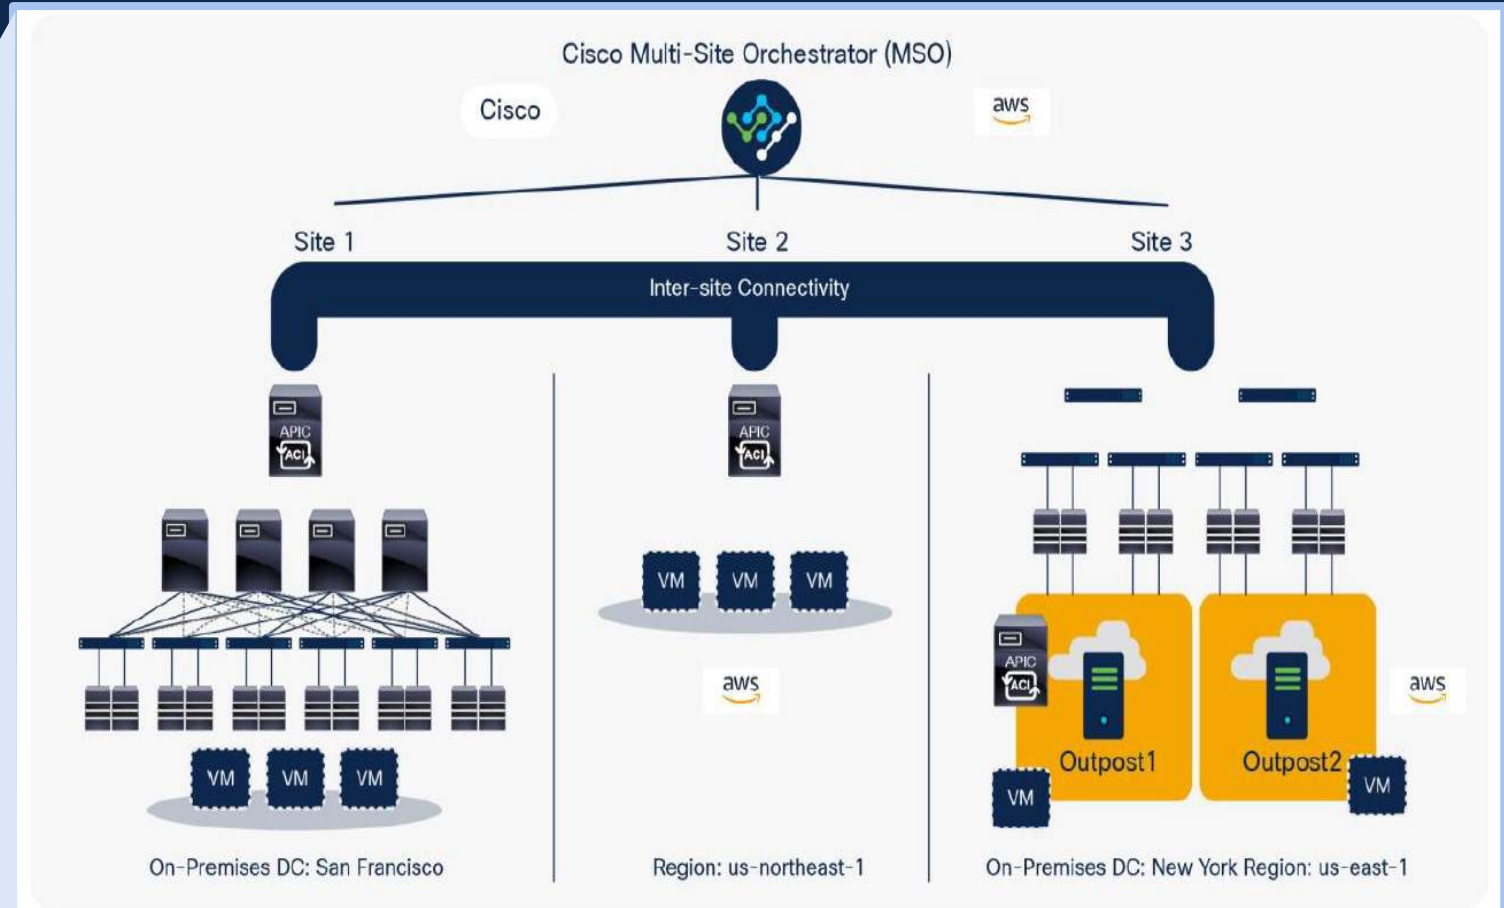 Cisco Multi-Site Orchestrator (MSO)
Cisco
aws
Site 1
Site 2
Site 3
Inter-site Connectivity
APIC
ACI
APIC
ACI
VM
VM
VM
aws
APIC
ACI
Outpost1
Outpost2
aws
VM
VM
VM
VM
VM
On-Premises DC: San Francisco
Region: us-northeast-1
On-Premises DC: New York Region: us-east-1